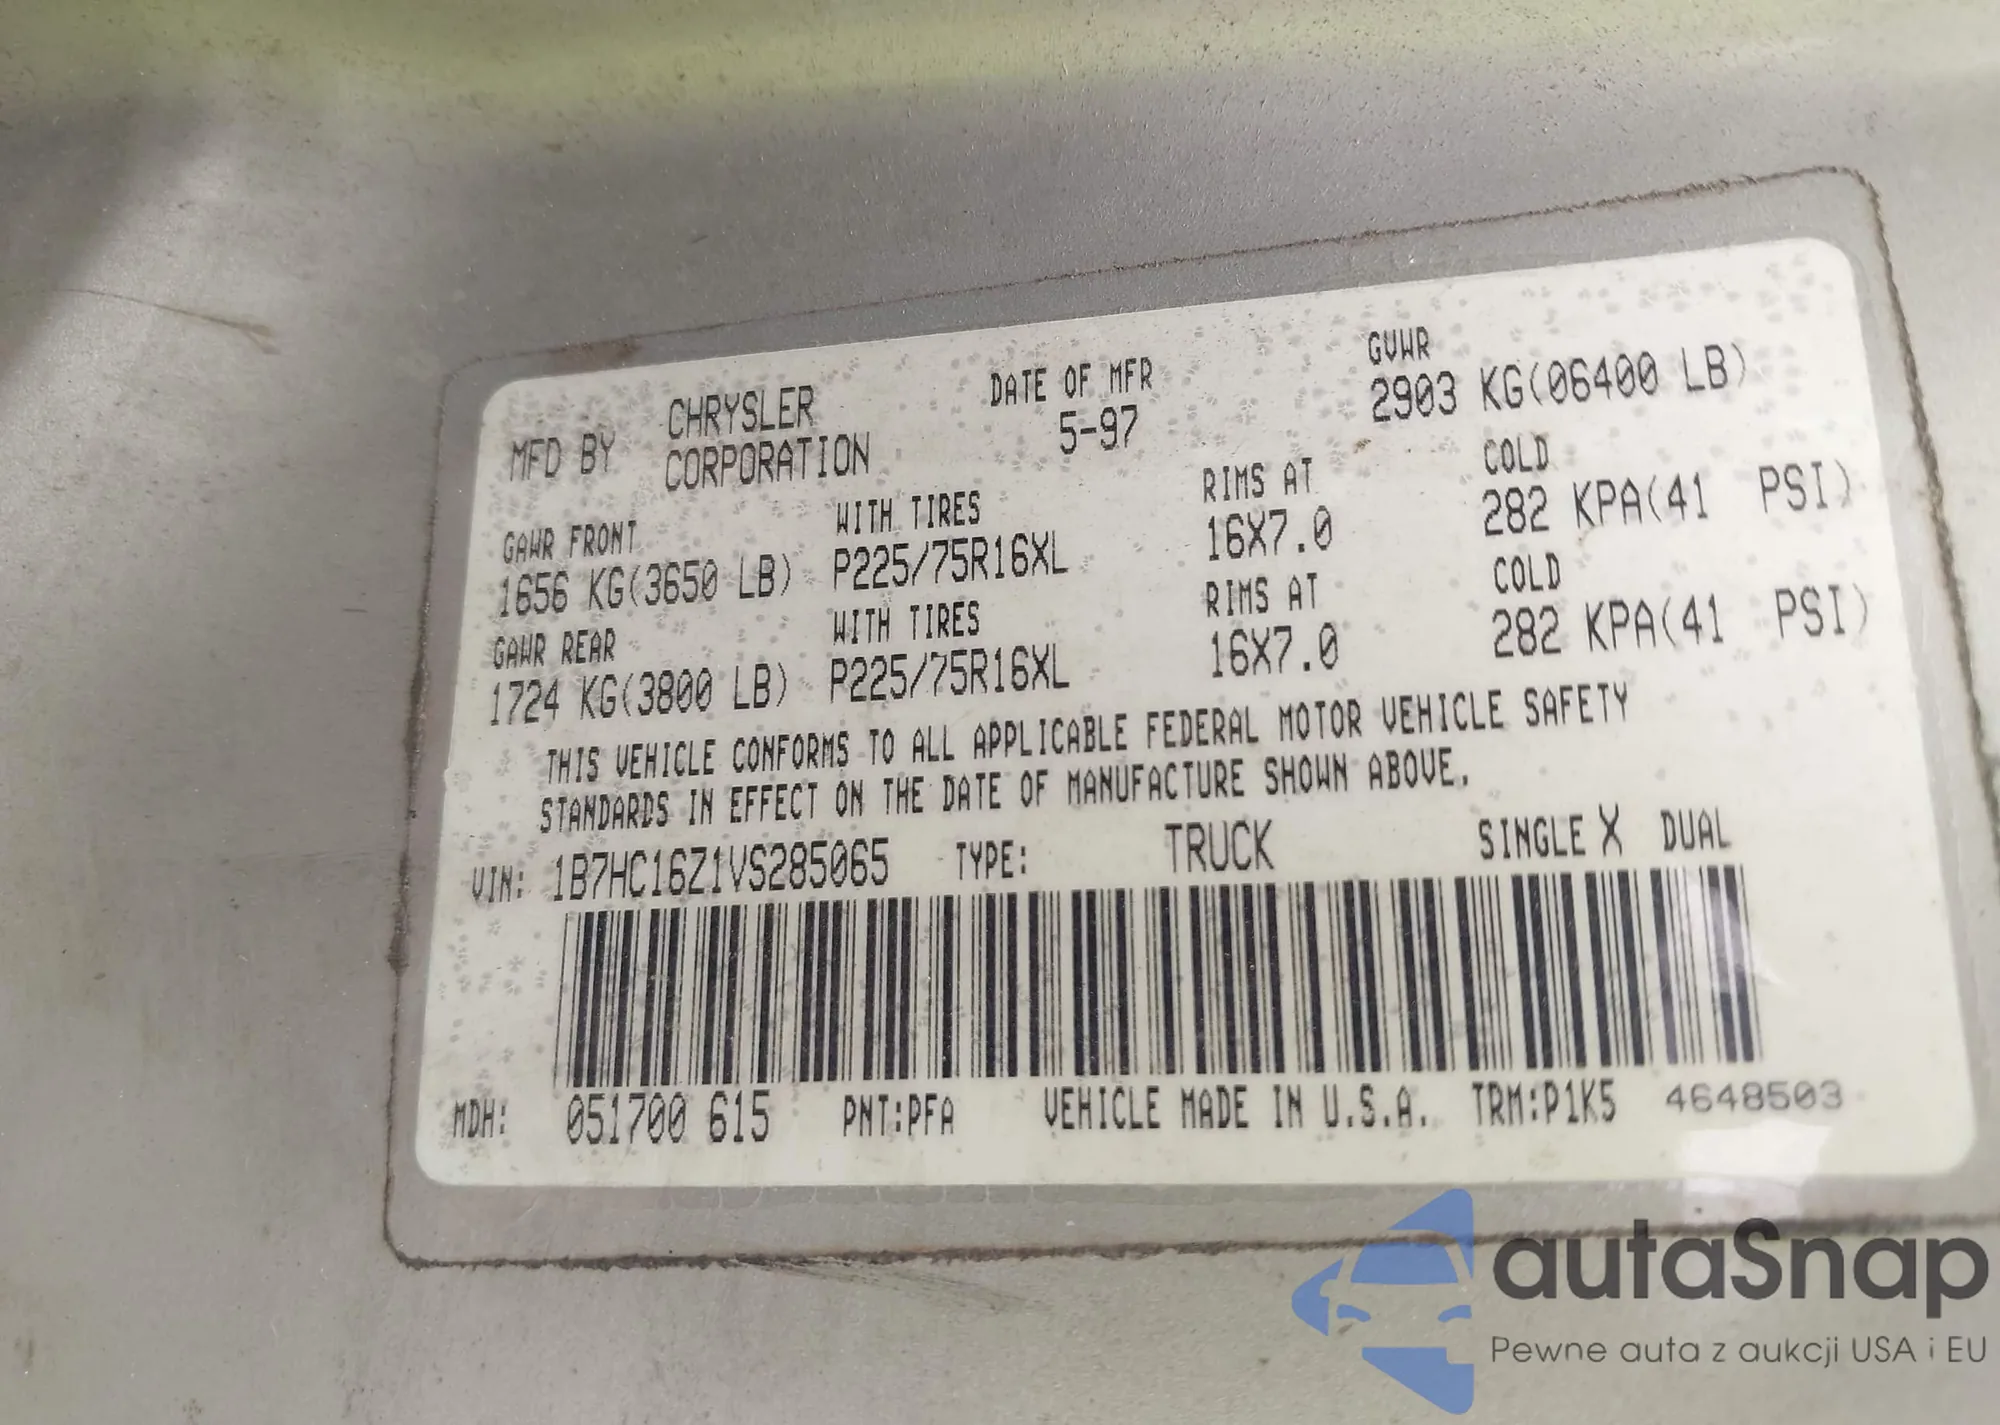 MFD BY CHRYSLER CORPORATION DATE OF MFR 5-97 GVWR 2903 KG(06400 LB)
GAWR FRONT WITH TIRES RIMS AT COLD
1656 KG(3650 LB) P225/75R16XL 16X7.0 282 KPA(41 PSI)
GAWR REAR WITH TIRES RIMS AT COLD
1724 KG(3800 LB) P225/75R16XL 16X7.0 282 KPA(41 PSI)
THIS VEHICLE CONFORMS TO ALL APPLICABLE FEDERAL MOTOR VEHICLE SAFETY
STANDARDS IN EFFECT ON THE DATE OF MANUFACTURE SHOWN ABOVE.
VIN: 1B7HC16Z1VS285065 TYPE: TRUCK SINGLE X DUAL
MDH: 051700 615 PNT:PFA VEHICLE MADE IN U.S.A. TRM:P1K5 4648503
autaSnap
Pewne auta z aukcji USA i EU